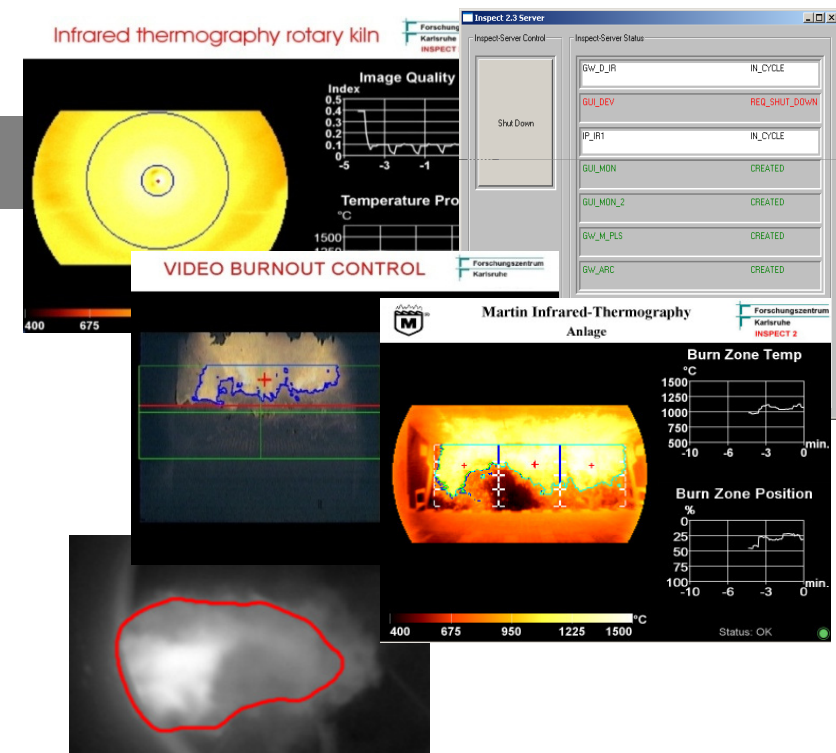 Infrared thermography rotary kiln
Forschung
Karlsruhe
INSPECT
Image Quality
Index
0.5
0.4
0.3
0.2
0.1
0
-5 -3 -1
Temperature Pro
°C
1500
400 675
Inspect 2.3 Server
Inspect-Server Control
Inspect-Server Status
Shut Down
GW_D_IR IN_CYCLE
GUI_DEV REQ_SHUT_DOWN
IP_IR1 IN_CYCLE
GUI_MON CREATED
GUI_MON_2 CREATED
GW_M_PLS CREATED
GW_ARC CREATED
VIDEO BURNOUT CONTROL
Forschungszentrum
Karlsruhe
M
Martin Infrared-Thermography
Anlage
Forschungszentrum
Karlsruhe
INSPECT 2
Burn Zone Temp
°C
1500
1250
1000
750
500
-10 -6 -3 0 min.
Burn Zone Position
%
0
25
50
75
100
-10 -6 -3 0 min.
400 675 950 1225 1500 °C
Status: OK